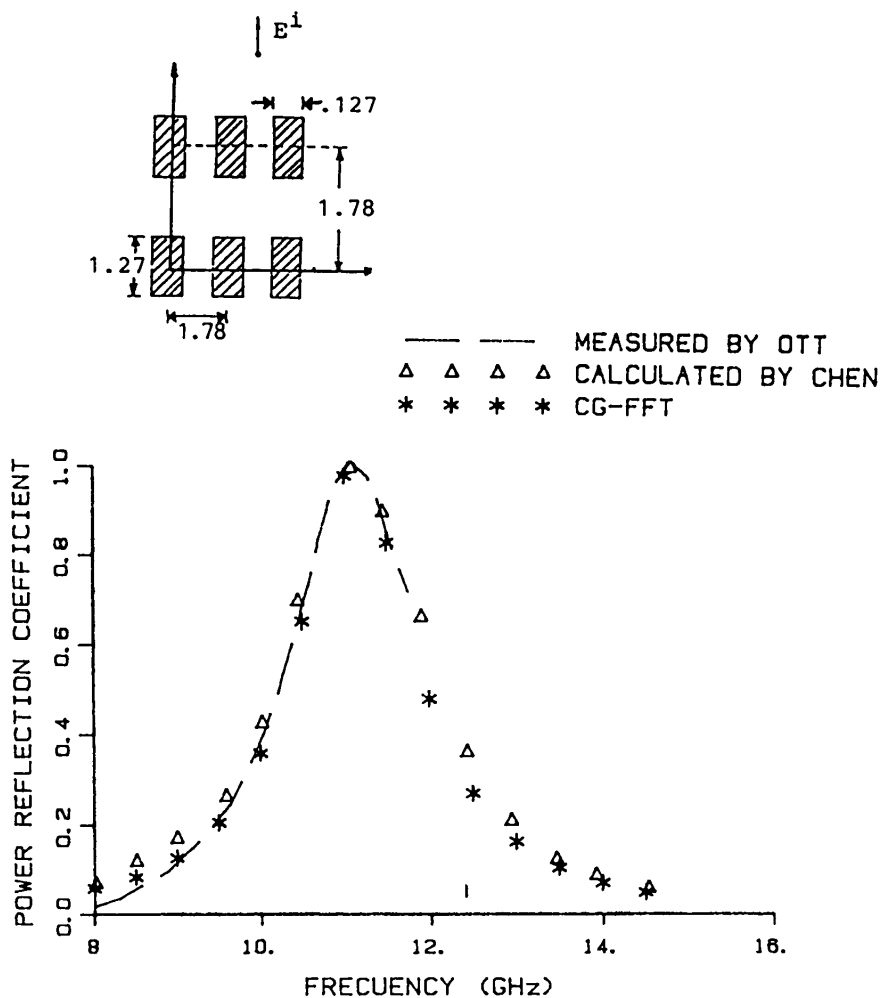 E^i
.127
1.78
1.27
1.78
MEASURED BY OTT
CALCULATED BY CHEN
CG-FFT
POWER REFLECTION COEFFICIENT
1.0
0.8
0.6
0.4
0.2
0.0
8 10. 12. 14. 16.
FRECUENCY (GHz)